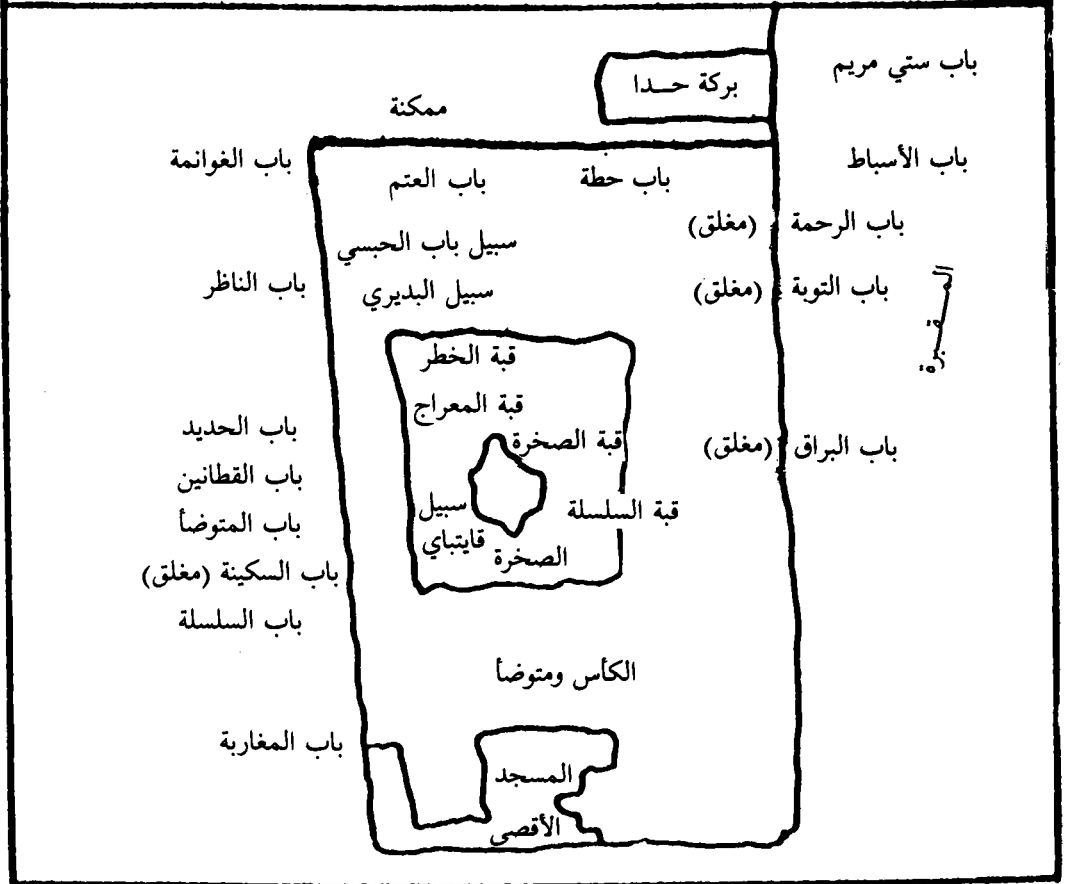 باب ستي مريم
بركة حدا
ممكنة
باب الأسباط
باب الغوانمة
باب حطة
باب العتم
باب الرحمة (مغلق)
سبيل باب الحبسي
باب التوبة (مغلق)
سبيل البديري
باب الناظر
المقبرة
قبة الخطر
قبة المعراج
باب البراق (مغلق)
قبة الصخرة
باب الحديد
باب القطانين
قبة السلسلة
سبيل
قايتباي
الصخرة
باب المتوضأ
باب السكينة (مغلق)
باب السلسلة
الكأس ومتوضأ
باب المغاربة
المسجد
الأقصى